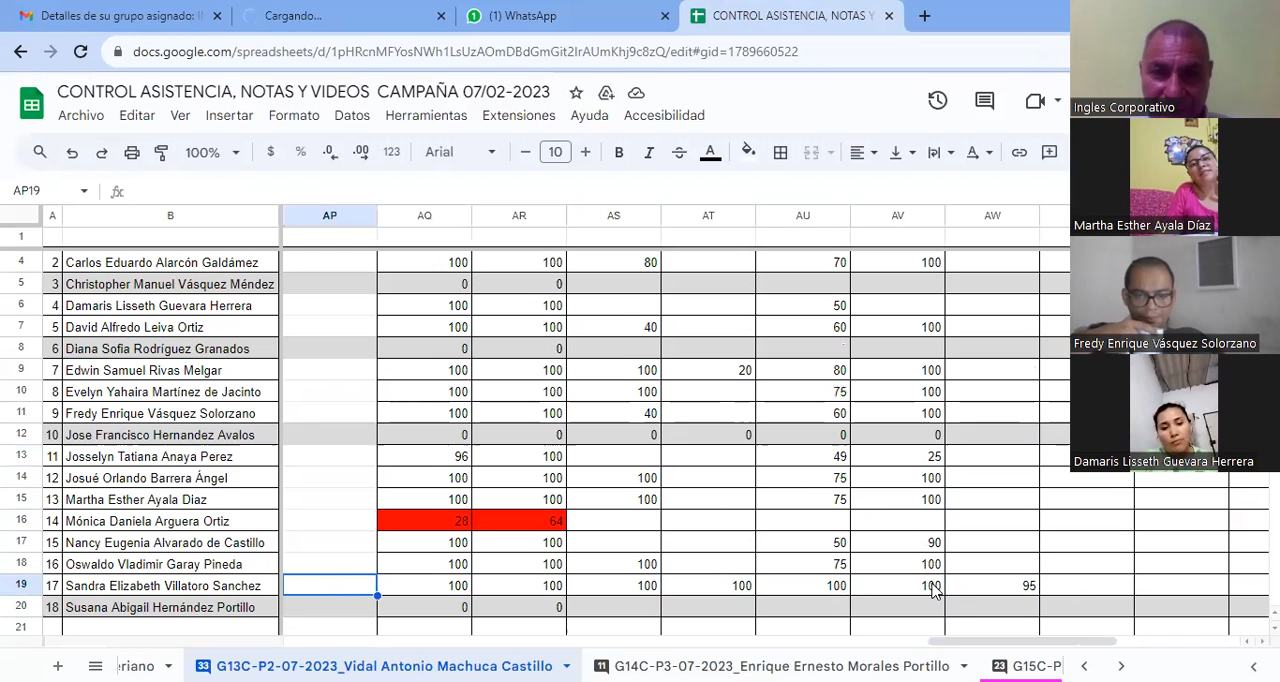 Detalles de su grupo asignado: I
Cargando...
(1) WhatsApp
CONTROL ASISTENCIA, NOTAS Y
docs.google.com/spreadsheets/d/1pHRcnMFYosNWh1LsUzAOmDBdGmGit2IrAUmKhj9c8zQ/edit#gid=1789660522
CONTROL ASISTENCIA, NOTAS Y VIDEOS CAMPAÑA 07/02-2023
Archivo Editar Ver Insertar Formato Datos Herramien Extensiones Ayuda Accesibilidad
100% $ % .0 .00 123 Arial 10 B I A
AP19 fx
A B AP AQ AR AS AT AU AV AW
1
4 2 Carlos Eduardo Alarcón Galdámez 100 100 80 70 100
5 3 Christopher Manuel Vásquez Méndez 0 0
6 4 Damaris Lisseth Guevara Herrera 100 50
7 5 David Alfredo Leiva Ortiz 100 100 40 60 100
8 6 Diana Sofia Rodríguez Granados 0 0
9 7 Edwin Samuel Rivas Melgar 100 100 100 20 80 100
10 8 Evelyn Yahaira Martínez de Jacinto 100 100 100 75 100
11 9 Fredy Enrique Vásquez Solorzano 100 100 40 60 100
12 10 Jose Francisco Hernandez Avalos 0 0 0 0 0 0
13 11 Josselyn Tatiana Anaya Perez 100 100 49 25
14 12 José Orlando Barrera Ángel 100 100 100 75 100
15 13 Martha Esther Ayala Diaz 100 100 100 75 100
16 14 Mónica Daniela Arguera Ortiz 28 64
17 15 Nancy Eugenia Alvarado de Castillo 100 100 50 90
18 16 Oswaldo Vladimir Garay Pineda 100 100 100 75 100
19 17 Sandra Elizabeth Villatoro Sanchez 100 100 100 100 100 100 95
20 18 Susana Abigail Hernández Portillo 0 0
21
eriano 33 G13C-P2-07-2023_Vidal Antonio Machuca Castillo 11 G14C-P3-07-2023_Enrique Ernesto Morales Portillo 23 G15C-P
Ingles Corporativo
Martha Esther Ayala Díaz
Fredy Enrique Vásquez Solorzano
Damaris Lisseth Guevara Herrera